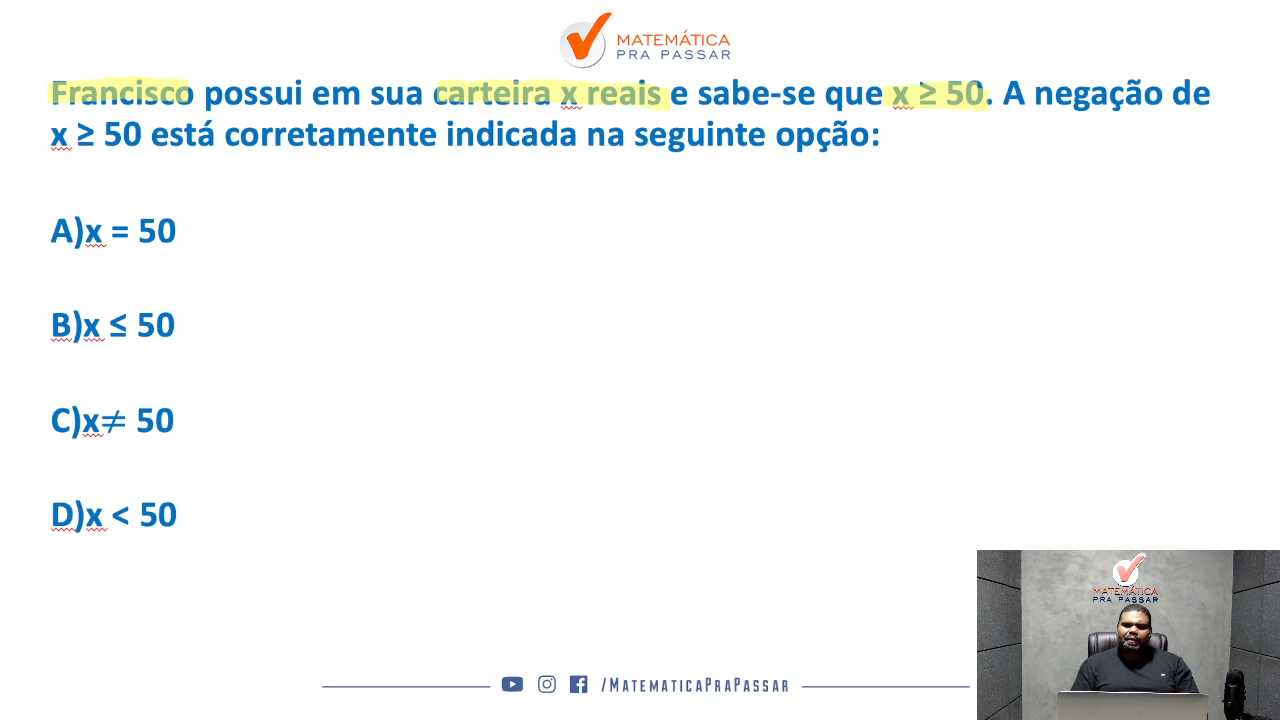 MATEMÁTICA
PRA PASSAR
Francisco possui em sua carteira x reais e sabe-se que x ≥ 50. A negação de
x ≥ 50 está corretamente indicada na seguinte opção:
A)x = 50
B)x ≤ 50
C)x≠ 50
D)x < 50
MATEMÁTICA
PRA PASSAR
/MATEMATICAPRAPASSAR